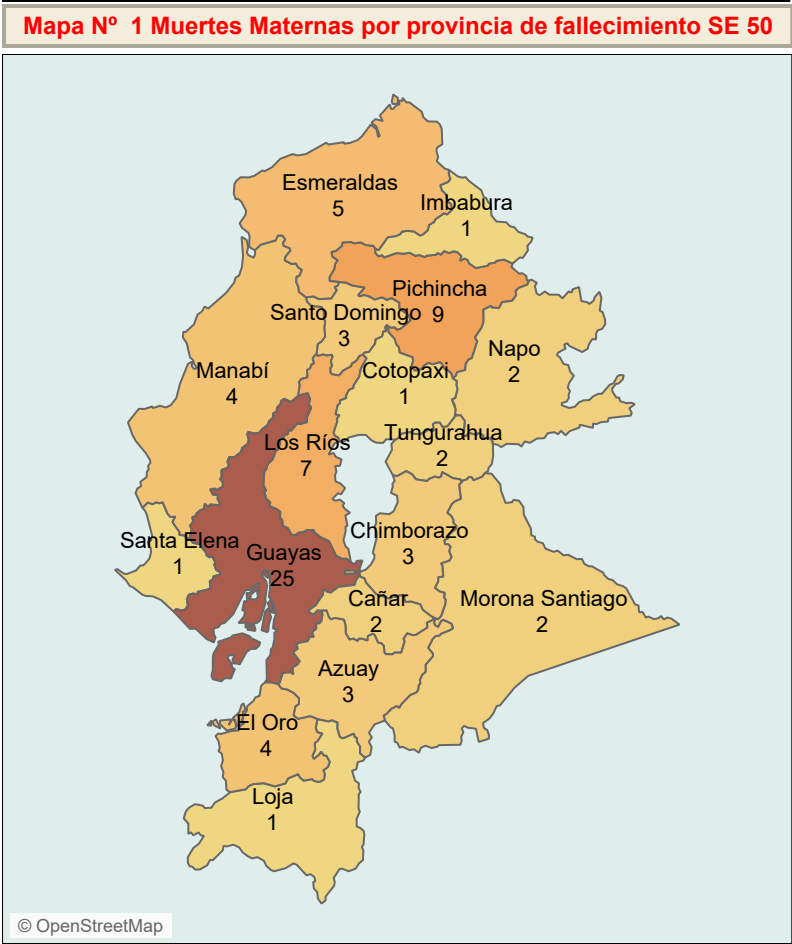 Mapa Nº 1 Muertes Maternas por provincia de fallecimiento SE 50
Esmeraldas
5
Imbabura
1
Pichincha
9
Santo Domingo
3
Napo
2
Manabí
4
Cotopaxi
1
Tungurahua
2
Los Ríos
7
Chimborazo
3
Santa Elena
1
Guayas
25
Cañar
2
Morona Santiago
2
Azuay
3
El Oro
4
Loja
1
© OpenStreetMap